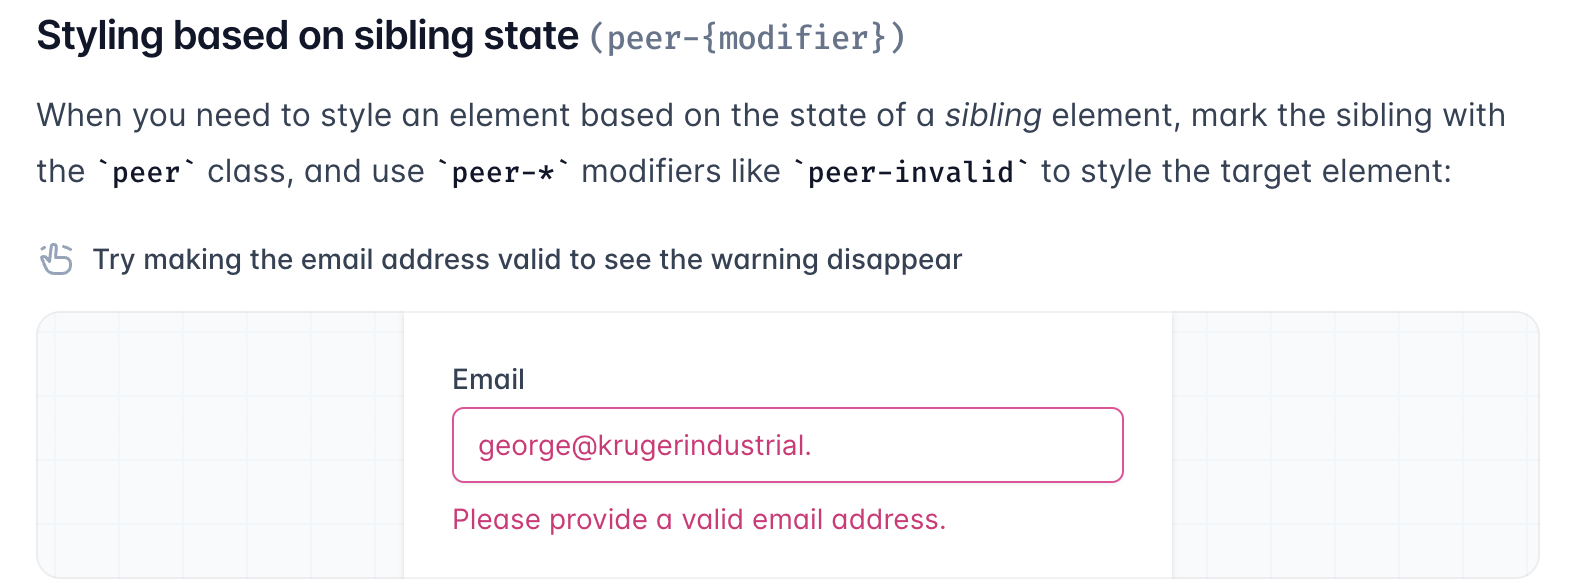 Styling based on sibling state (peer-{modifier})
When you need to style an element based on the state of a sibling element, mark the sibling with
the `peer` class, and use `peer-*` modifiers like `peer-invalid` to style the target element:
Try making the email address valid to see the warning disappear
Email
george@krugerindustrial.
Please provide a valid email address.